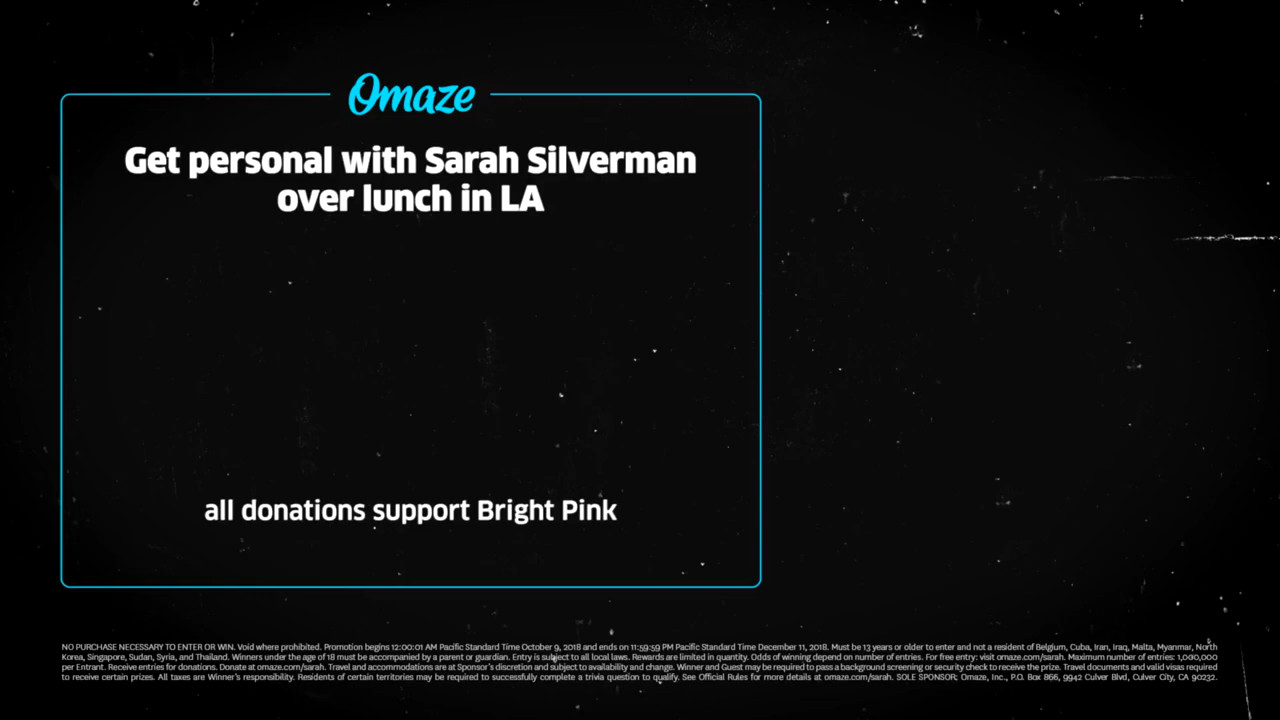 Omaze
Get personal with Sarah Silverman
over lunch in LA
all donations support Bright Pink
NO PURCHASE NECESSARY TO ENTER OR WIN. Void where prohibited. Promotion begins 12:00:01 AM Pacific Standard Time October 9, 2018 and ends on 11:59:59 PM Pacific Standard Time December 11, 2018. Must be 13 years or older to enter and not a resident of Belgium, Cuba, Iran, Iraq, Malta, Myanmar, North
Korea, Singapore, Sudan, Syria, and Thailand. Winners under the age of 18 must be accompanied by a parent or guardian. Entry is subject to all local laws. Rewards are limited in quantity. Odds of winning depend on number of entries. For free entry: visit omaze.com/sarah. Maximum number of entries: 1,000,000
per Entrant. Receive entries for donations. Donate at omaze.com/sarah. Travel and accommodations are at Sponsor's discretion and subject to availability and change. Winner and Guest may be required to pass a background screening or security check to receive the prize. Travel documents and valid visas required
to receive certain prizes. All taxes are Winner's responsibility. Residents of certain territories may be required to successfully complete a trivia question to qualify. See Official Rules for more details at omaze.com/sarah. SOLE SPONSOR: Omaze, Inc., P.O. Box 866, 9942 Culver Blvd, Culver City, CA 90232.